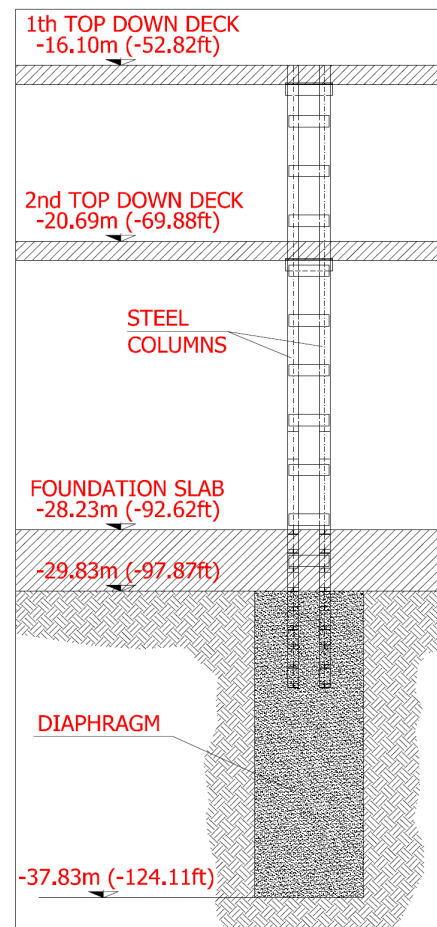 1th TOP DOWN DECK
-16.10m (-52.82ft)
2nd TOP DOWN DECK
-20.69m (-69.88ft)
STEEL
COLUMNS
FOUNDATION SLAB
-28.23m (-92.62ft)
-29.83m (-97.87ft)
DIAPHRAGM
-37.83m (-124.11ft)